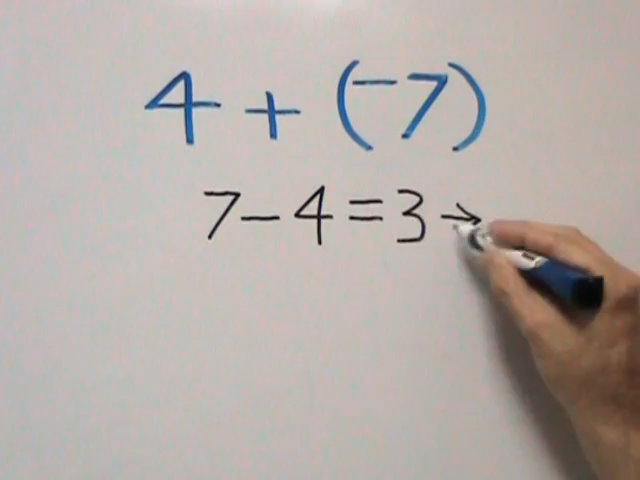 4 + (-7)
7 - 4 = 3 →